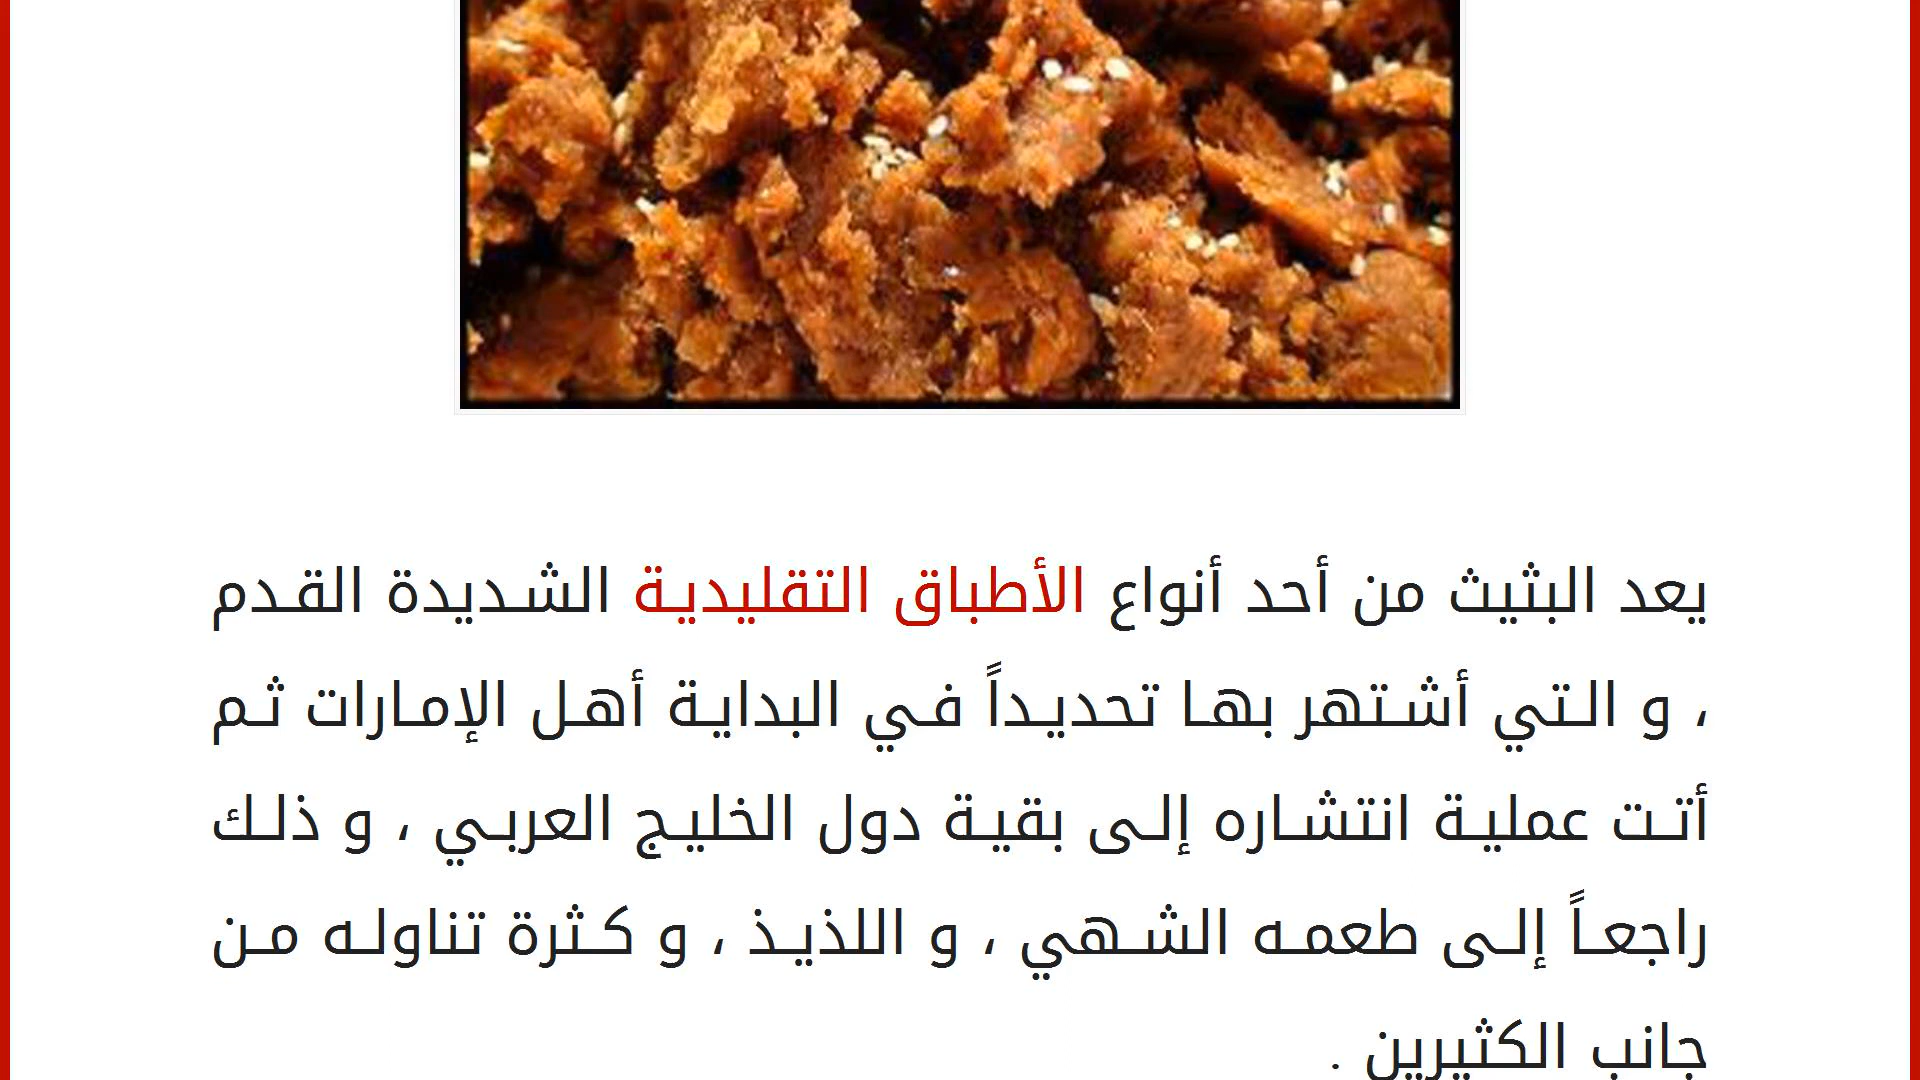 يعد البثيث من أحد أنواع الأطباق التقليدية الشديدة القدم
، و التي أشتهر بها تحديداً في البداية أهل الإمارات ثم
أتت عملية انتشاره إلى بقية دول الخليج العربي ، و ذلك
راجعاً إلى طعمه الشهي ، و اللذيذ ، و كثرة تناوله من
جانب الكثيرين .